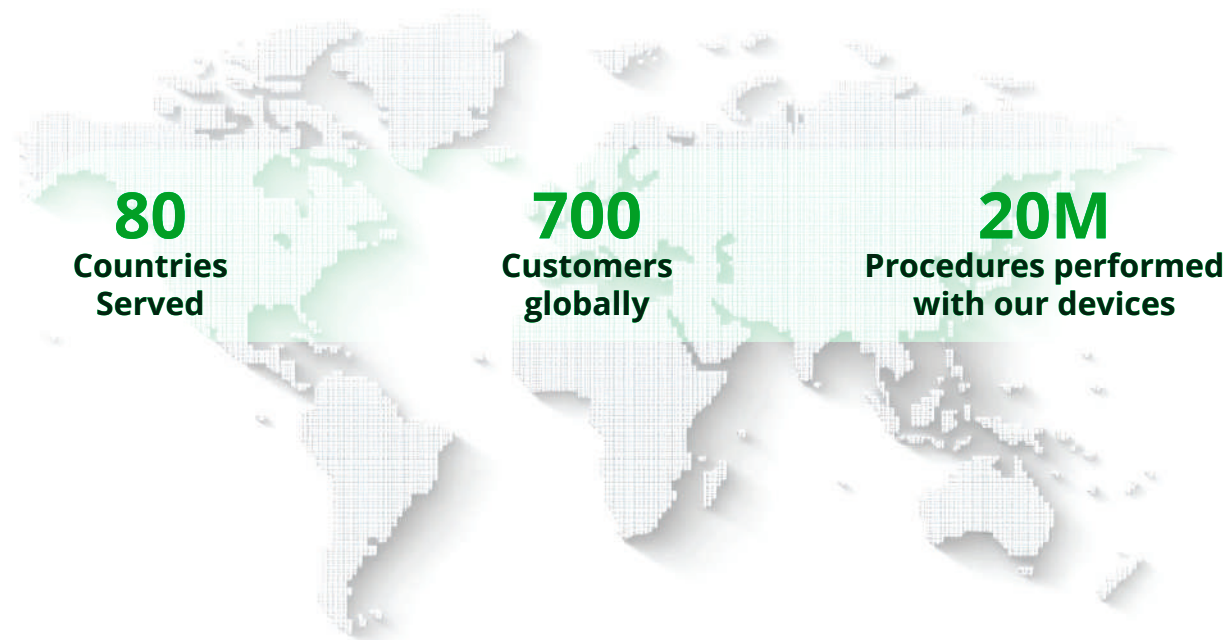 80
Countries
Served
700
Customers
globally
20M
Procedures performed
with our devices